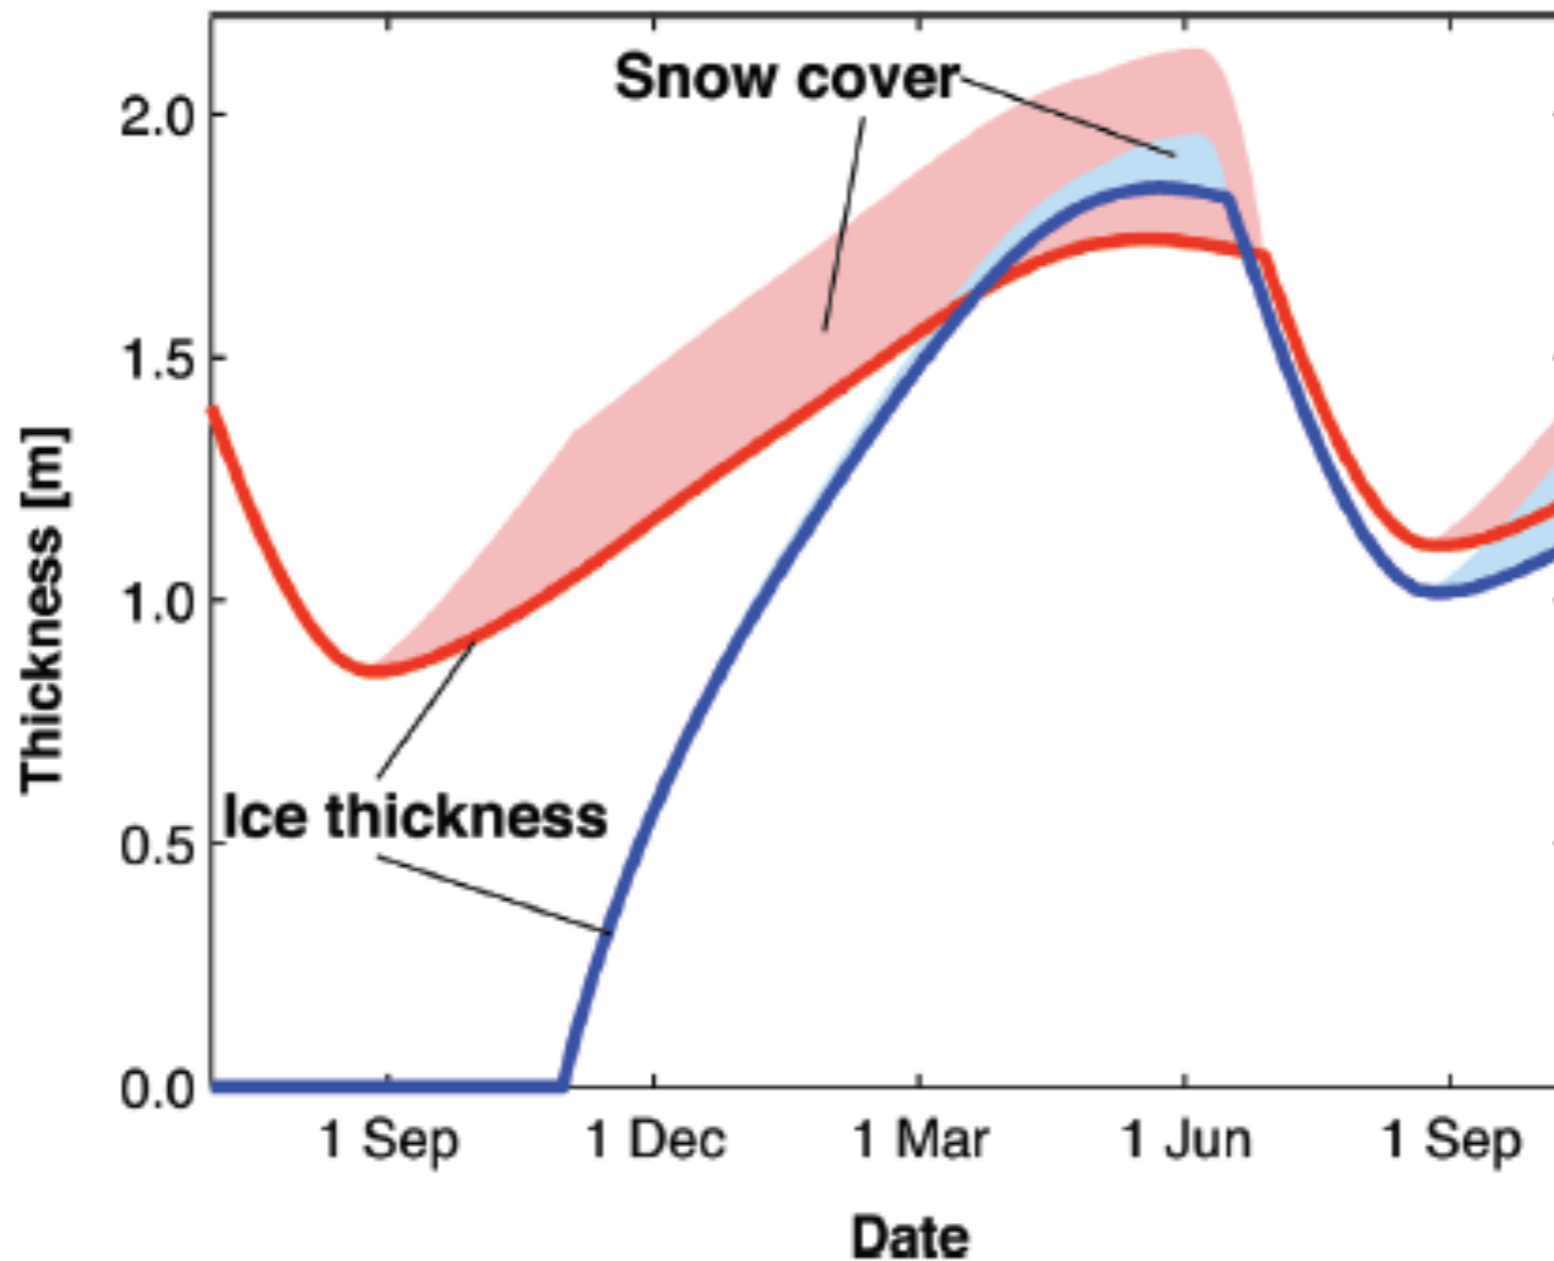 Snow cover
2.0
1.5
1.0
Ice thickness
0.5
0.0
Thickness [m]
1 Sep 1 Dec 1 Mar 1 Jun 1 Sep
Date